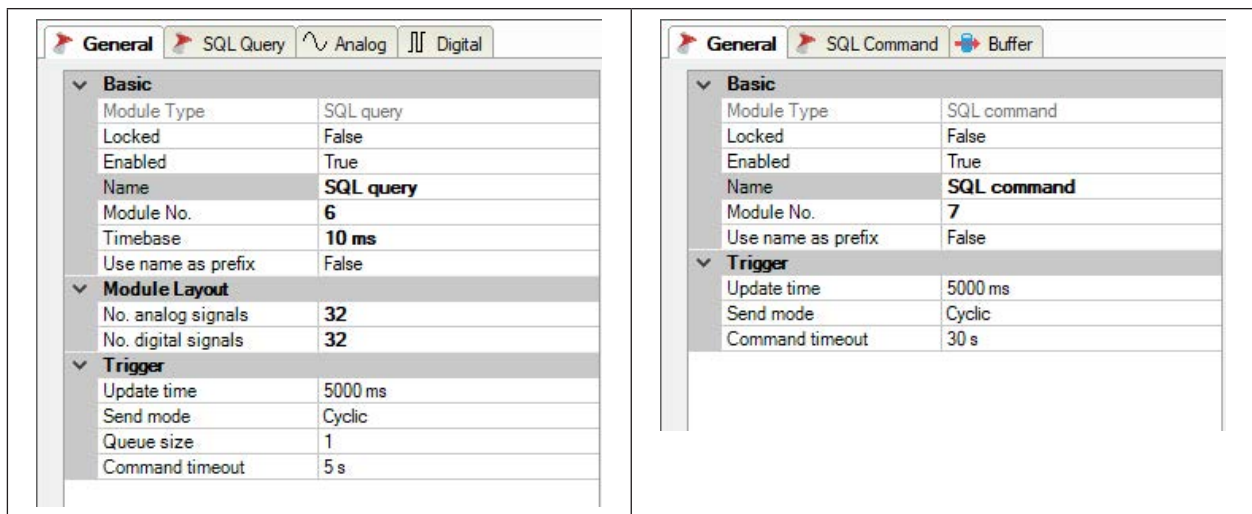 General SQL Query Analog Digital
Basic
Module Type SQL query
Locked False
Enabled True
Name SQL query
Module No. 6
Timebase 10 ms
Use name as prefix False
Module Layout
No. analog signals 32
No. digital signals 32
Trigger
Update time 5000 ms
Send mode Cyclic
Queue size 1
Command timeout 5 s
General SQL Command Buffer
Basic
Module Type SQL command
Locked False
Enabled True
Name SQL command
Module No. 7
Use name as prefix False
Trigger
Update time 5000 ms
Send mode Cyclic
Command timeout 30 s